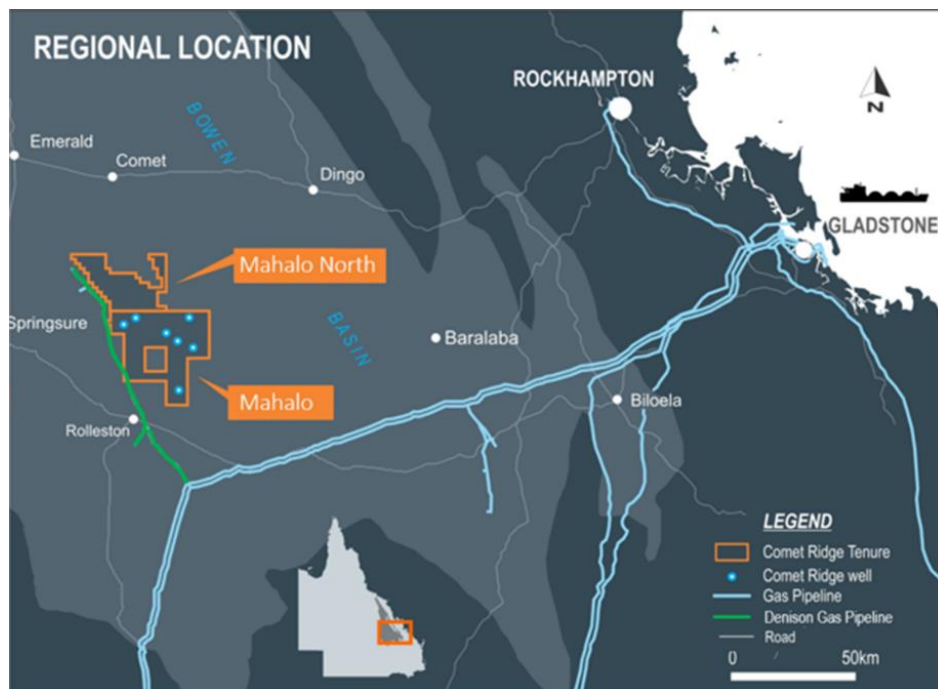 REGIONAL LOCATION
ROCKHAMPTON
N
BOWEN
Emerald
Comet
Dingo
GLADSTONE
Mahalo North
Springsure
BASIN
Baralaba
Mahalo
Biloela
Rolleston
LEGEND
Comet Ridge Tenure
Comet Ridge well
Gas Pipeline
Denison Gas Pipeline
Road
0 50km